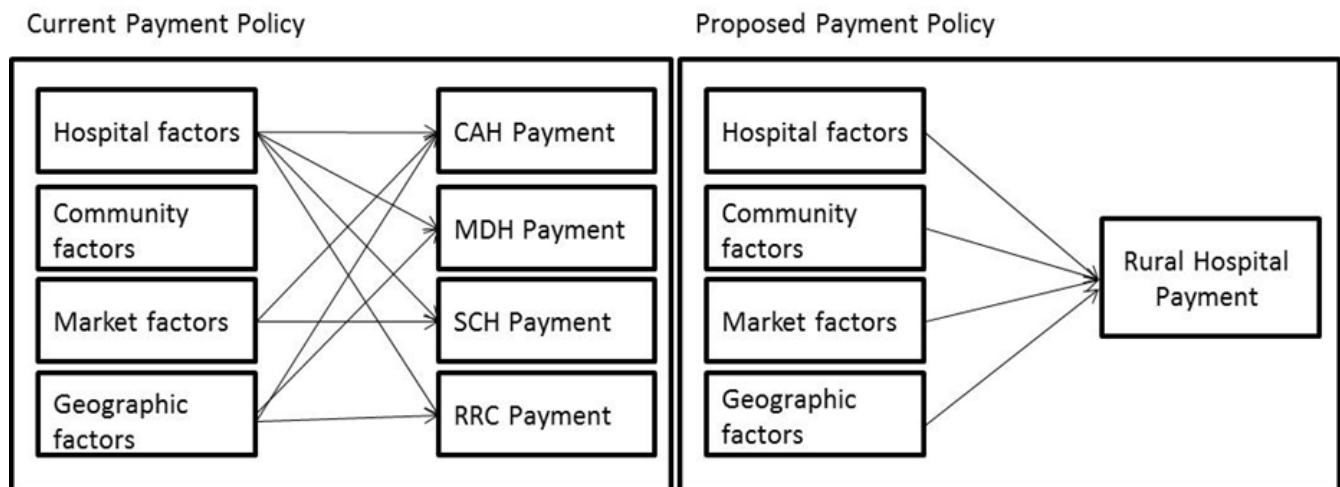 Current Payment Policy
Hospital factors
Community
factors
Market factors
Geographic
factors
CAH Payment
MDH Payment
SCH Payment
RRC Payment
Proposed Payment Policy
Hospital factors
Community
factors
Market factors
Geographic
factors
Rural Hospital
Payment